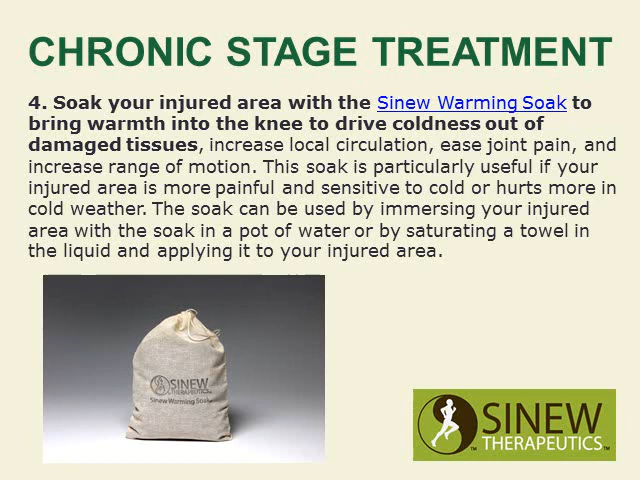 CHRONIC STAGE TREATMENT
4. Soak your injured area with the Sinew Warming Soak to
bring warmth into the knee to drive coldness out of
damaged tissues, increase local circulation, ease joint pain, and
increase range of motion. This soak is particularly useful if your
injured area is more painful and sensitive to cold or hurts more in
cold weather. The soak can be used by immersing your injured
area with the soak in a pot of water or by saturating a towel in
the liquid and applying it to your injured area.
SINEW
THERAPEUTICS
Sinew Warming Soak
SINEW
THERAPEUTICS™